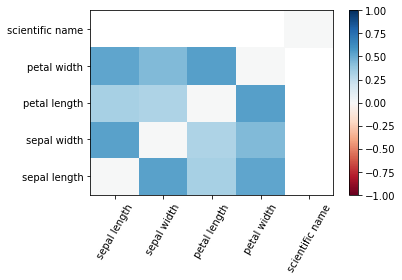 scientific name
petal width
petal length
sepal width
sepal length
sepal length
sepal width
petal length
petal width
scientific name
1.00
0.75
0.50
0.25
0.00
−0.25
−0.50
−0.75
−1.00